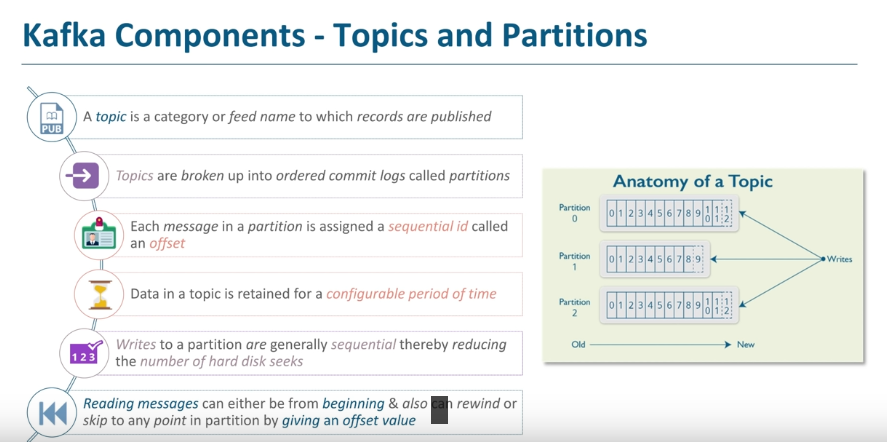 Kafka Components - Topics and Partitions
PUB
A topic is a category or feed name to which records are published
Topics are broken up into ordered commit logs called partitions
Each message in a partition is assigned a sequential id called
an offset
Data in a topic is retained for a configurable period of time
1 2 3
Writes to a partition are generally sequential thereby reducing
the number of hard disk seeks
Reading messages can either be from beginning & also can rewind or
skip to any point in partition by giving an offset value
Anatomy of a Topic
Partition
0
0 1 2 3 4 5 6 7 8 9 10 11 12
Partition
1
0 1 2 3 4 5 6 7 8 9
Partition
2
0 1 2 3 4 5 6 7 8 9 10 11 12
Writes
Old
New